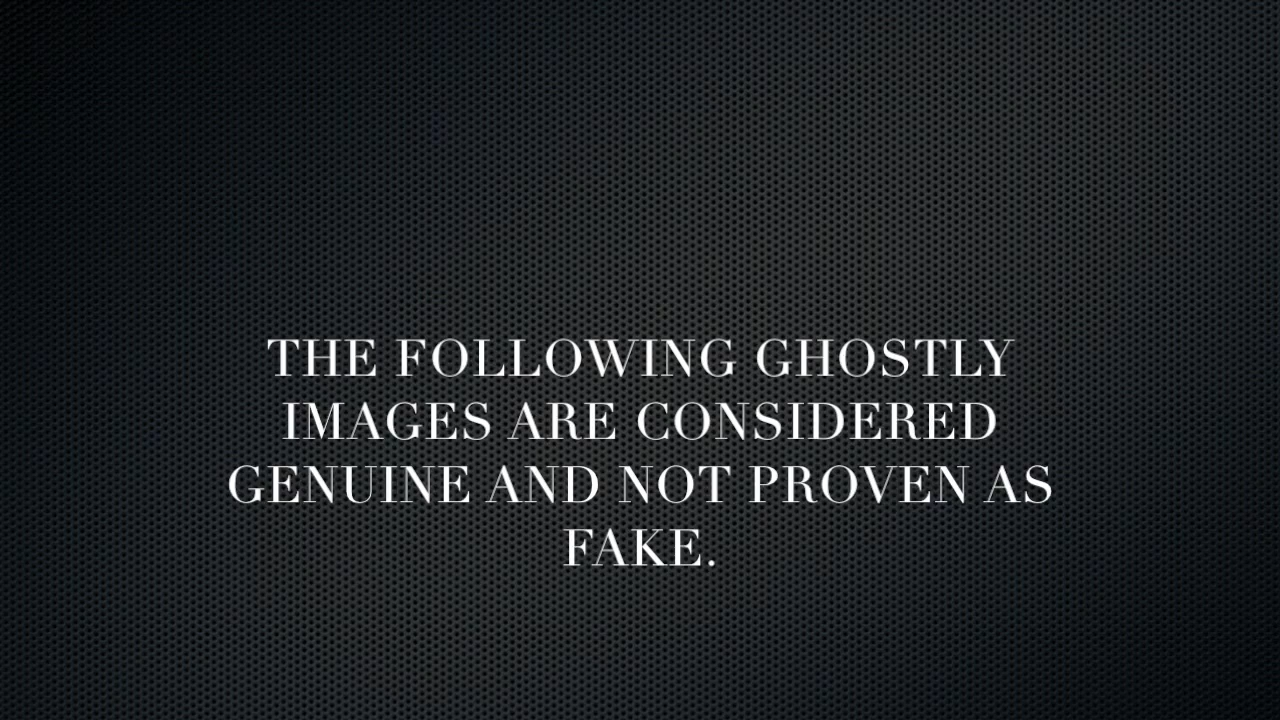 THE FOLLOWING GHOSTLY
IMAGES ARE CONSIDERED
GENUINE AND NOT PROVEN AS
FAKE.